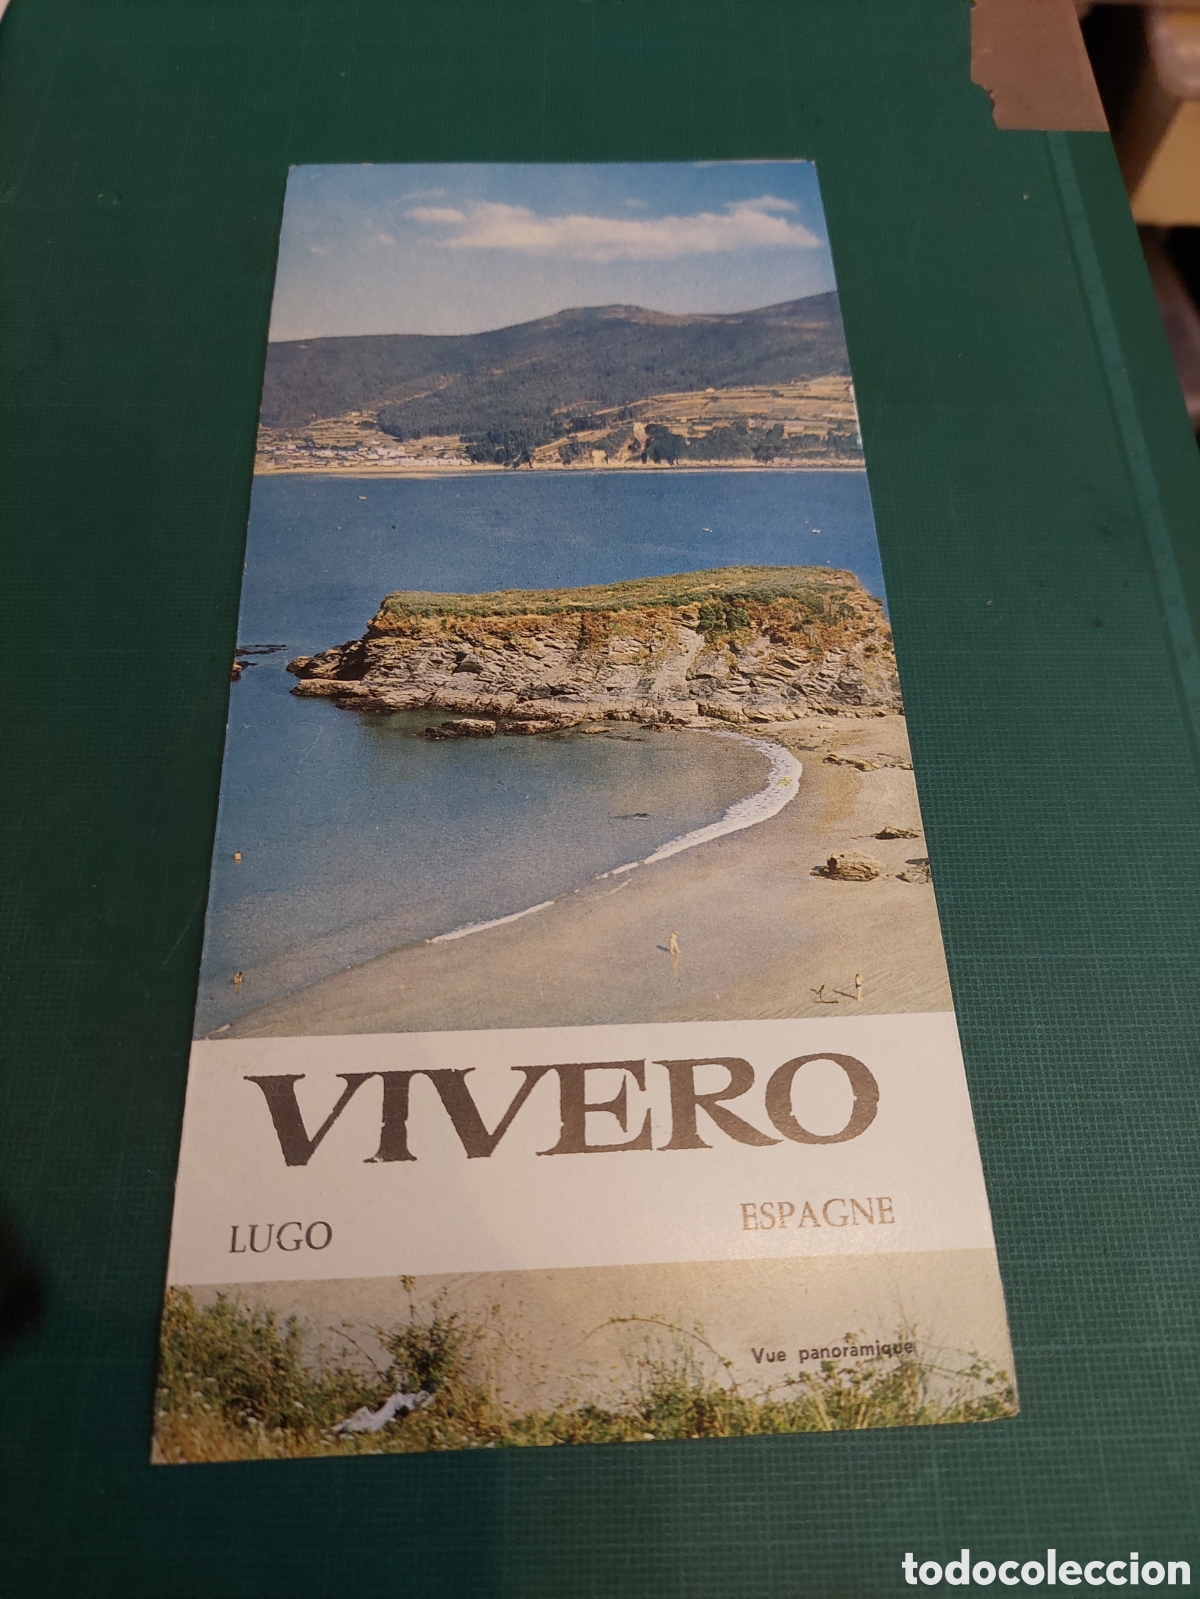 VIVERO
LUGO
ESPAGNE
Vue panoramique
todocoleccion